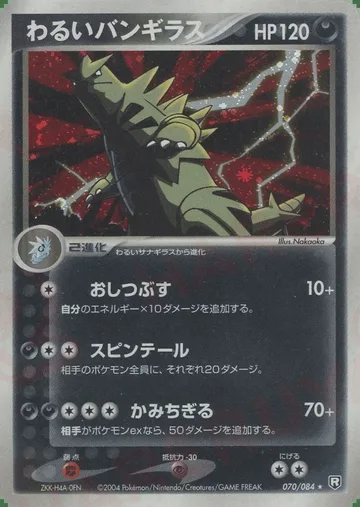 わるいバンギラス HP120
Illus.Nakaoka
2進化 わるいサナギラスから進化
おしつぶす 10+
自分のエネルギー×10ダメージを追加する。
スピンテール
相手のポケモン全員に、それぞれ20ダメージ。
かみちぎる 70+
相手がポケモンexなら、50ダメージを追加する。
弱点 抵抗力 -30 にげる
ZKK-H4A-0FN ©2004 Pokémon/Nintendo/Creatures/GAME FREAK 070/084 ★ R